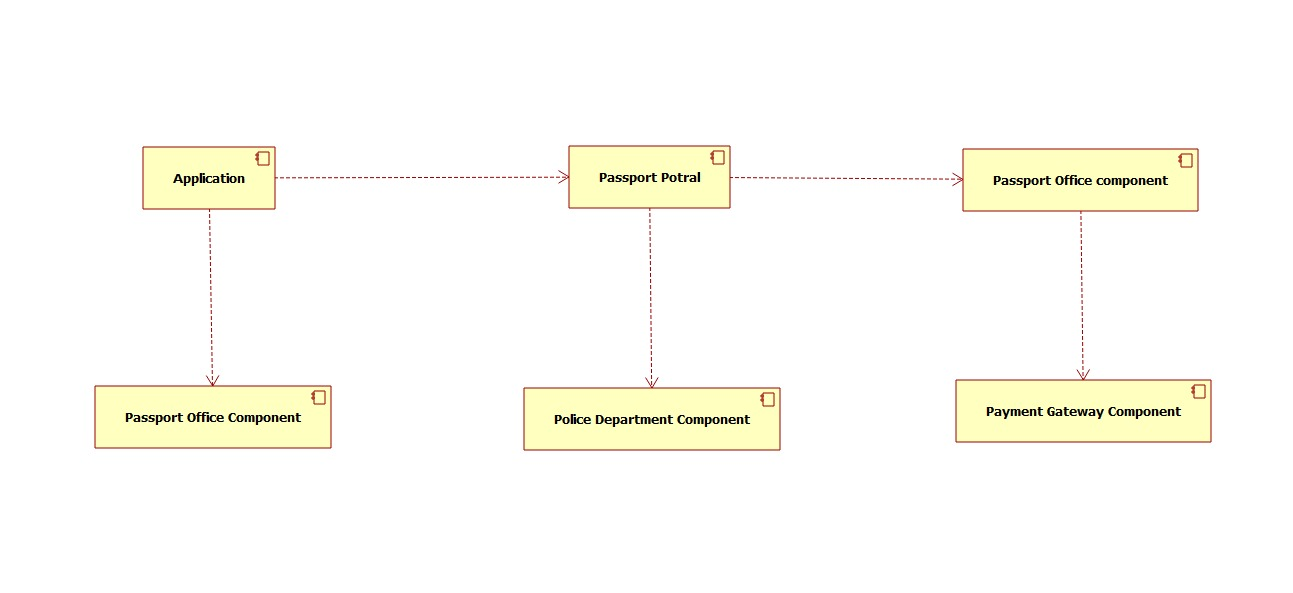 Application
Passport Potral
Passport Office component
Passport Office Component
Police Department Component
Payment Gateway Component